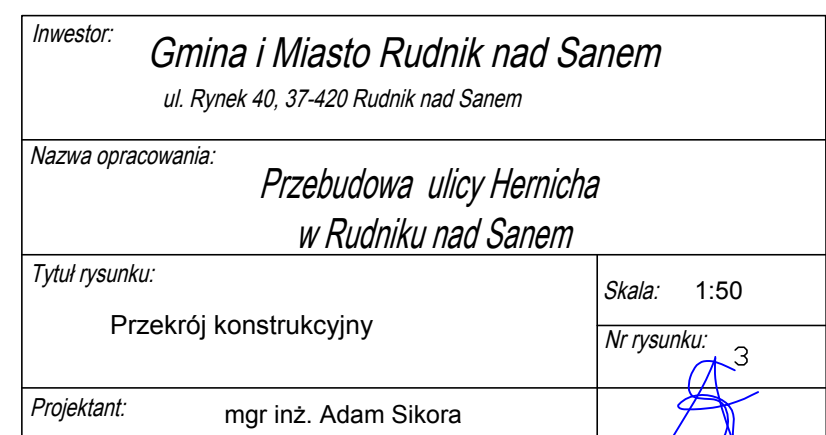 Inwestor:
Gmina i Miasto Rudnik nad Sanem
ul. Rynek 40, 37-420 Rudnik nad Sanem
Nazwa opracowania:
Przebudowa ulicy Hernicha
w Rudniku nad Sanem
Tytuł rysunku:
Przekrój konstrukcyjny
Skala: 1:50
Nr rysunku:
3
Projektant: mgr inż. Adam Sikora